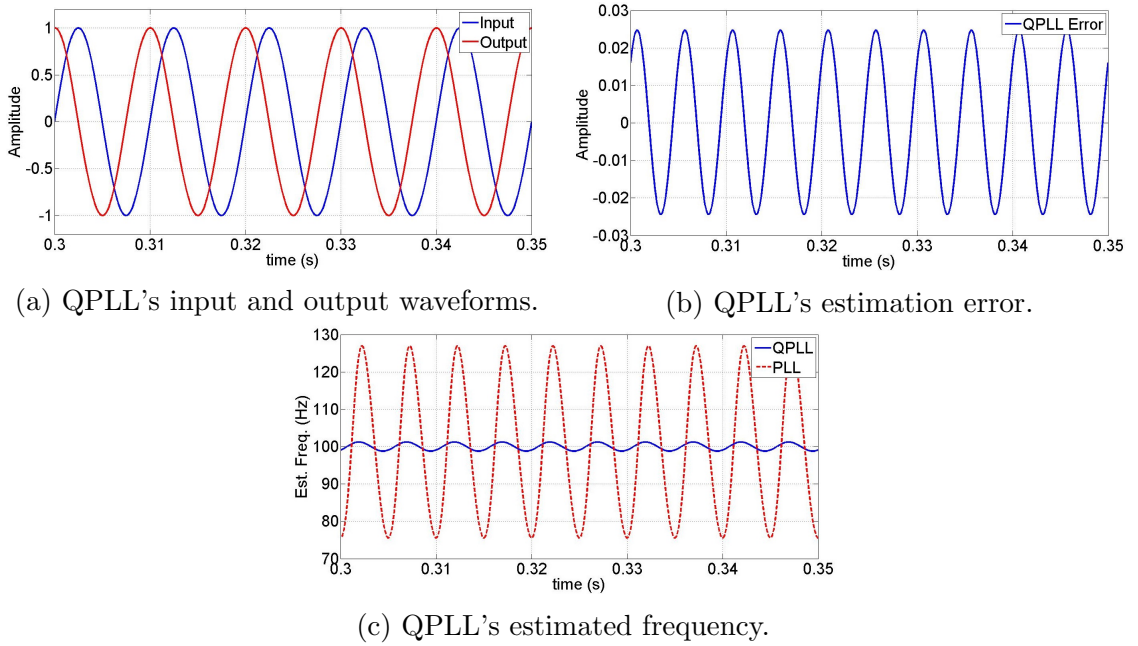 Input
Output
1
0.5
0
-0.5
-1
Amplitude
0.3 0.31 0.32 0.33 0.34 0.35
time (s)
(a) QPLL's input and output waveforms.
QPLL Error
0.03
0.02
0.01
0
-0.01
-0.02
-0.03
Amplitude
0.3 0.31 0.32 0.33 0.34 0.35
time (s)
(b) QPLL's estimation error.
QPLL
PLL
130
120
110
100
90
80
70
Est. Freq. (Hz)
0.3 0.31 0.32 0.33 0.34 0.35
time (s)
(c) QPLL's estimated frequency.